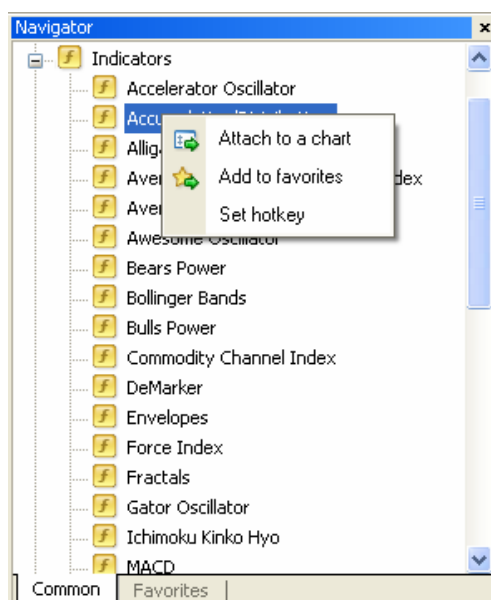 Navigator
Indicators
Accelerator Oscillator
Attach to a chart
Add to favorites
Set hotkey
Awesome Oscillator
Bears Power
Bollinger Bands
Bulls Power
Commodity Channel Index
DeMarker
Envelopes
Force Index
Fractals
Gator Oscillator
Ichimoku Kinko Hyo
MACD
Common Favorites